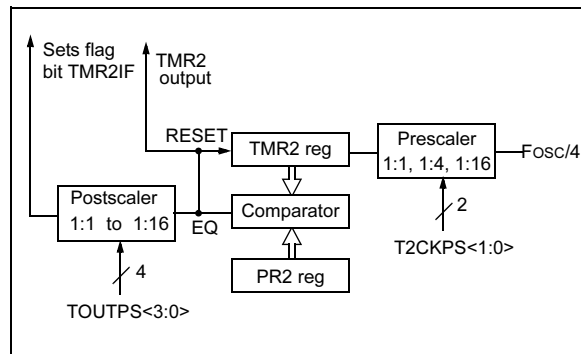 Sets flag
bit TMR2IF
TMR2
output
RESET
TMR2 reg
Prescaler
1:1, 1:4, 1:16
FOSC/4
2
T2CKPS<1:0>
Postscaler
1:1 to 1:16
EQ
Comparator
4
TOUTPS<3:0>
PR2 reg